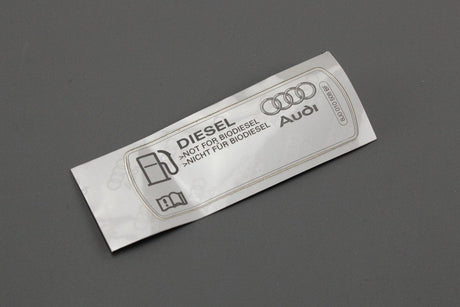 DIESEL
>NOT FOR BIODIESEL
>NICHT FÜR BIODIESEL
Audi